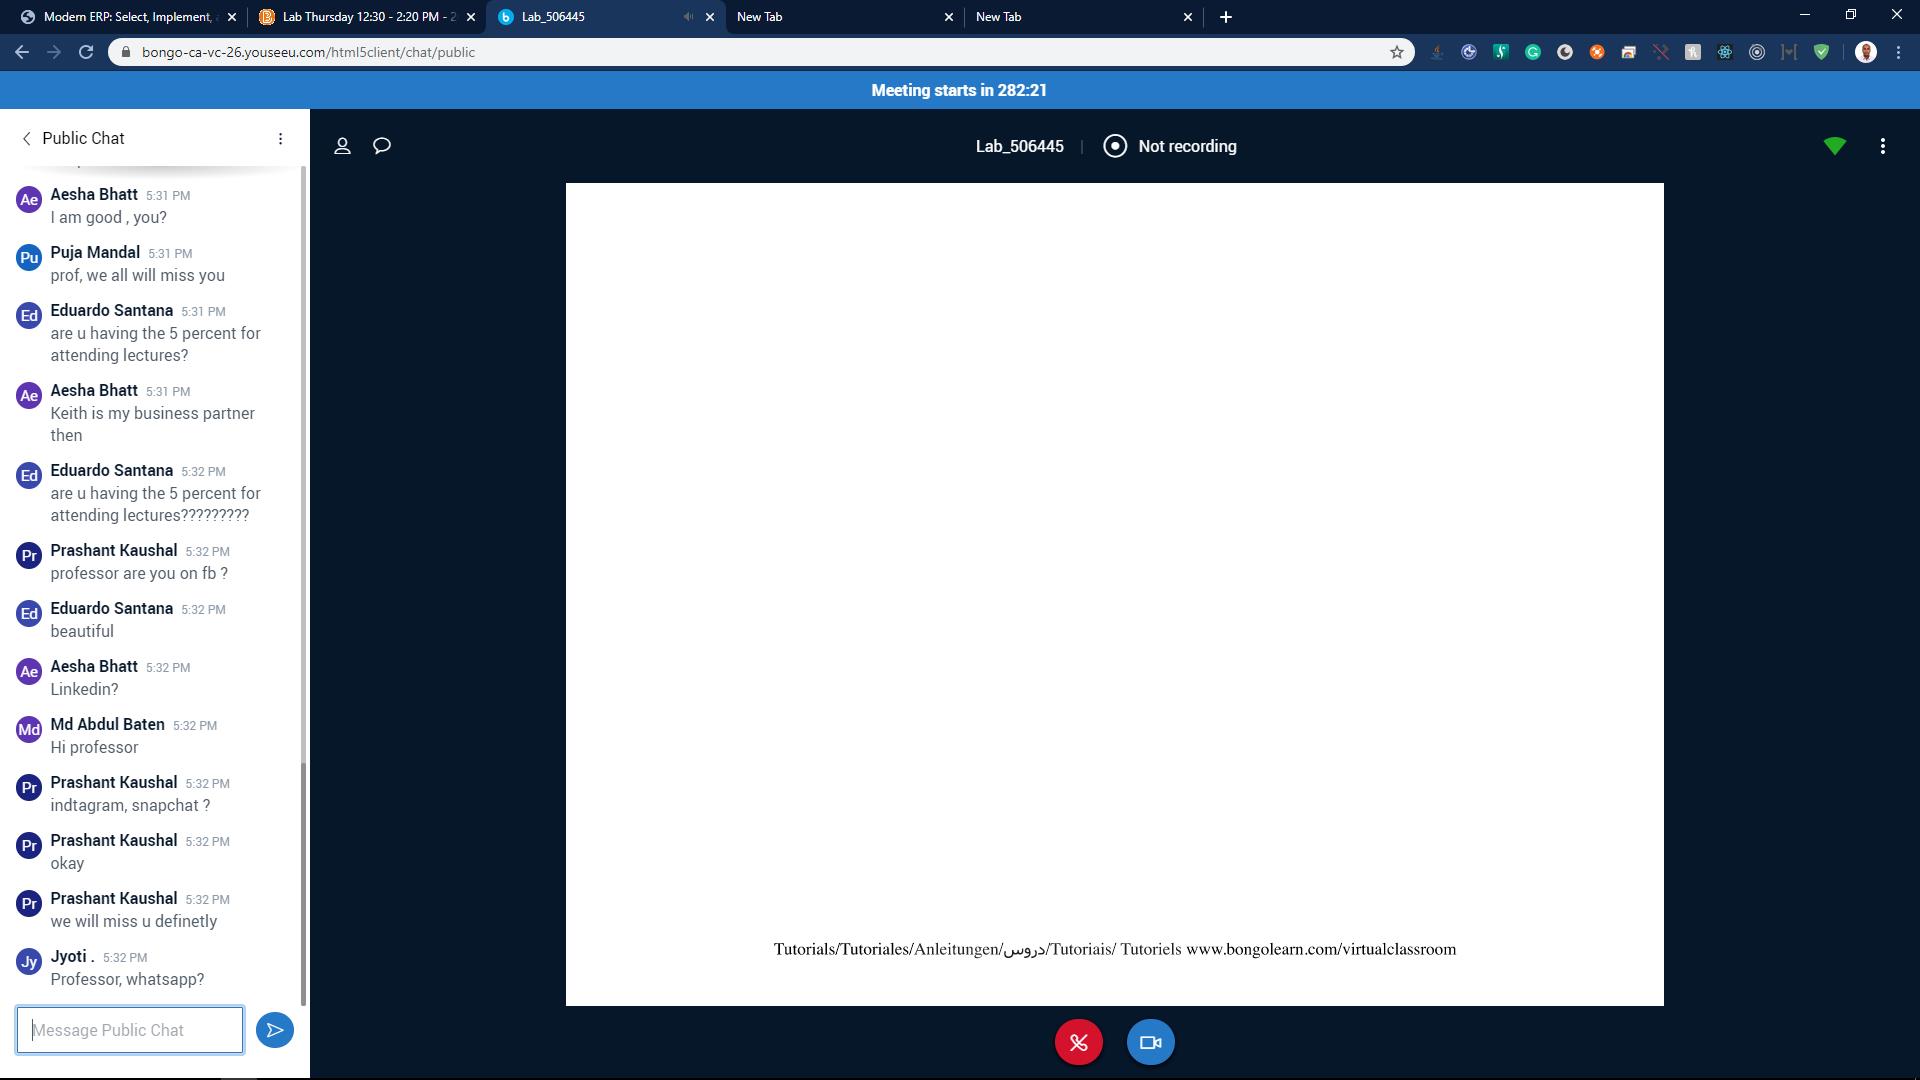 Modern ERP: Select, Implement,
Lab Thursday 12:30 - 2:20 PM - 2
Lab_506445
New Tab
New Tab
bongo-ca-vc-26.youseeu.com/html5client/chat/public
Meeting starts in 282:21
Public Chat
Lab_506445
Not recording
Ae
Aesha Bhatt 5:31 PM
I am good , you?
Pu
Puja Mandal 5:31 PM
prof, we all will miss you
Ed
Eduardo Santana 5:31 PM
are u having the 5 percent for
attending lectures?
Ae
Aesha Bhatt 5:31 PM
Keith is my business partner
then
Ed
Eduardo Santana 5:32 PM
are u having the 5 percent for
attending lectures?????????
Pr
Prashant Kaushal 5:32 PM
professor are you on fb ?
Ed
Eduardo Santana 5:32 PM
beautiful
Ae
Aesha Bhatt 5:32 PM
Linkedin?
Md
Md Abdul Baten 5:32 PM
Hi professor
Pr
Prashant Kaushal 5:32 PM
indtagram, snapchat ?
Pr
Prashant Kaushal 5:32 PM
okay
Pr
Prashant Kaushal 5:32 PM
we will miss u definetly
Jy
Jyoti . 5:32 PM
Professor, whatsapp?
Message Public Chat
Tutorials/Tutoriales/Anleitungen/دروس/Tutoriais/ Tutoriels www.bongolearn.com/virtualclassroom